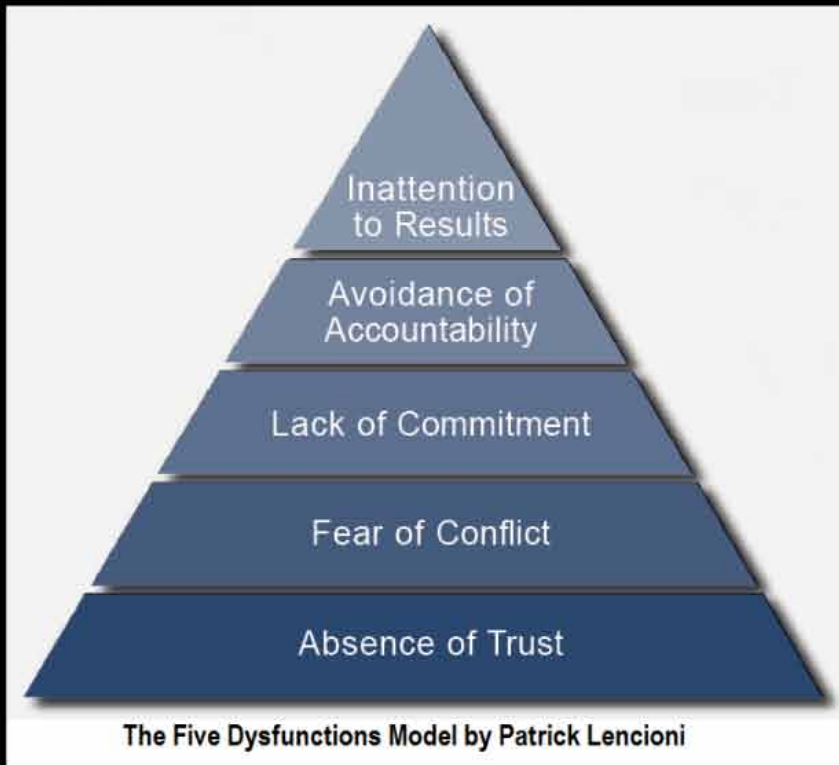 Inattention
to Results
Avoidance of
Accountability
Lack of Commitment
Fear of Conflict
Absence of Trust
The Five Dysfunctions Model by Patrick Lencioni